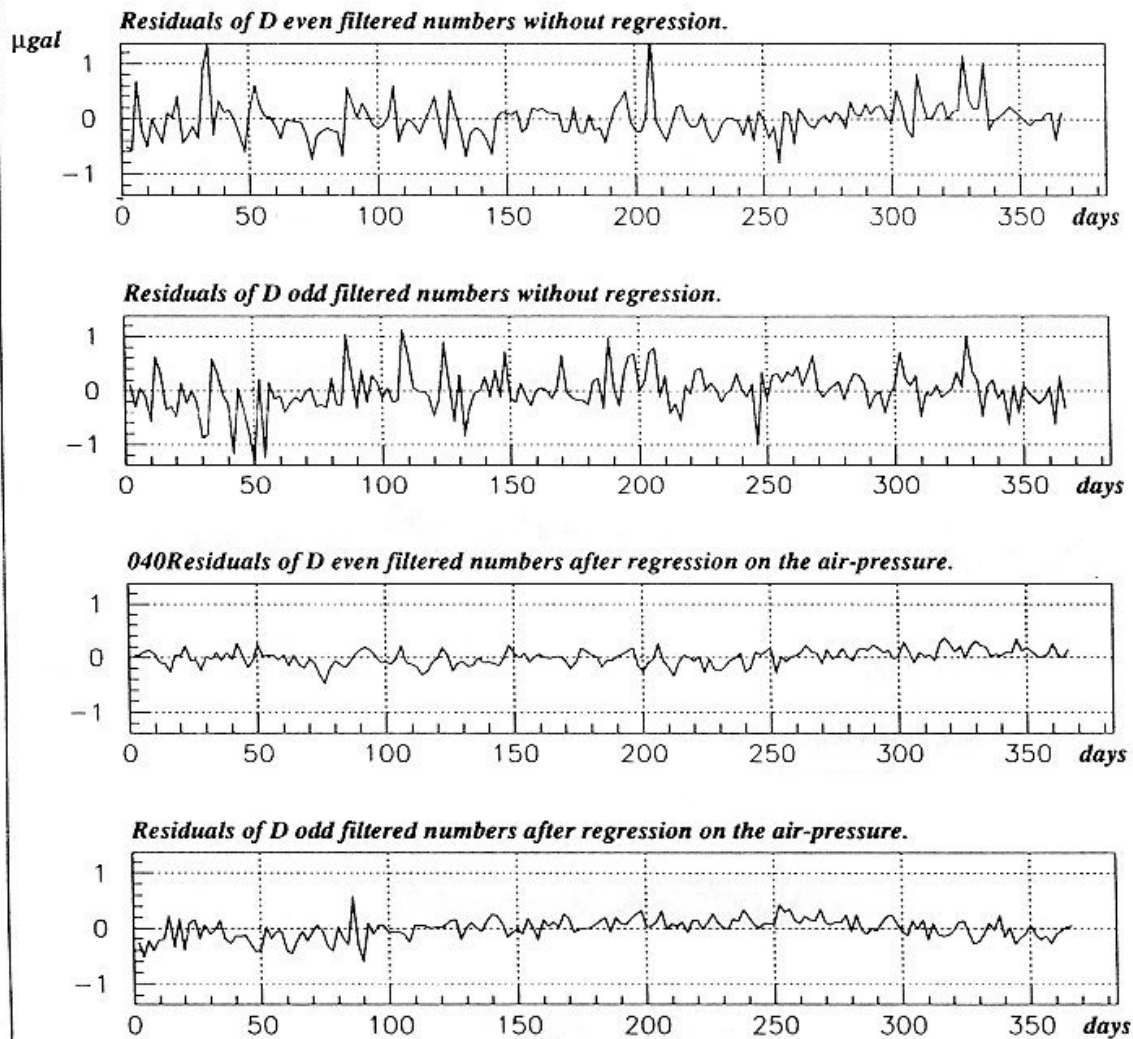 Residuals of D even filtered numbers without regression.
μgal
1
0
−1
0 50 100 150 200 250 300 350 days
Residuals of D odd filtered numbers without regression.
1
0
−1
0 50 100 150 200 250 300 350 days
040Residuals of D even filtered numbers after regression on the air-pressure.
1
0
−1
0 50 100 150 200 250 300 350 days
Residuals of D odd filtered numbers after regression on the air-pressure.
1
0
−1
0 50 100 150 200 250 300 350 days